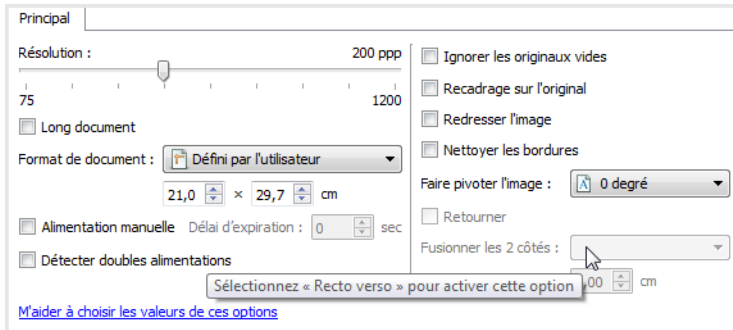 Principal
Résolution :
200 ppp
75
1200
Long document
Format de document :
Défini par l'utilisateur
21,0 × 29,7 cm
Alimentation manuelle Délai d'expiration : 0 sec
Détecter doubles alimentations
M'aider à choisir les valeurs de ces options
Ignorer les originaux vides
Recadrage sur l'original
Redresser l'image
Nettoyer les bordures
Faire pivoter l'image :
A 0 degré
Retourner
Fusionner les 2 côtés :
,00 cm
Sélectionnez « Recto verso » pour activer cette option